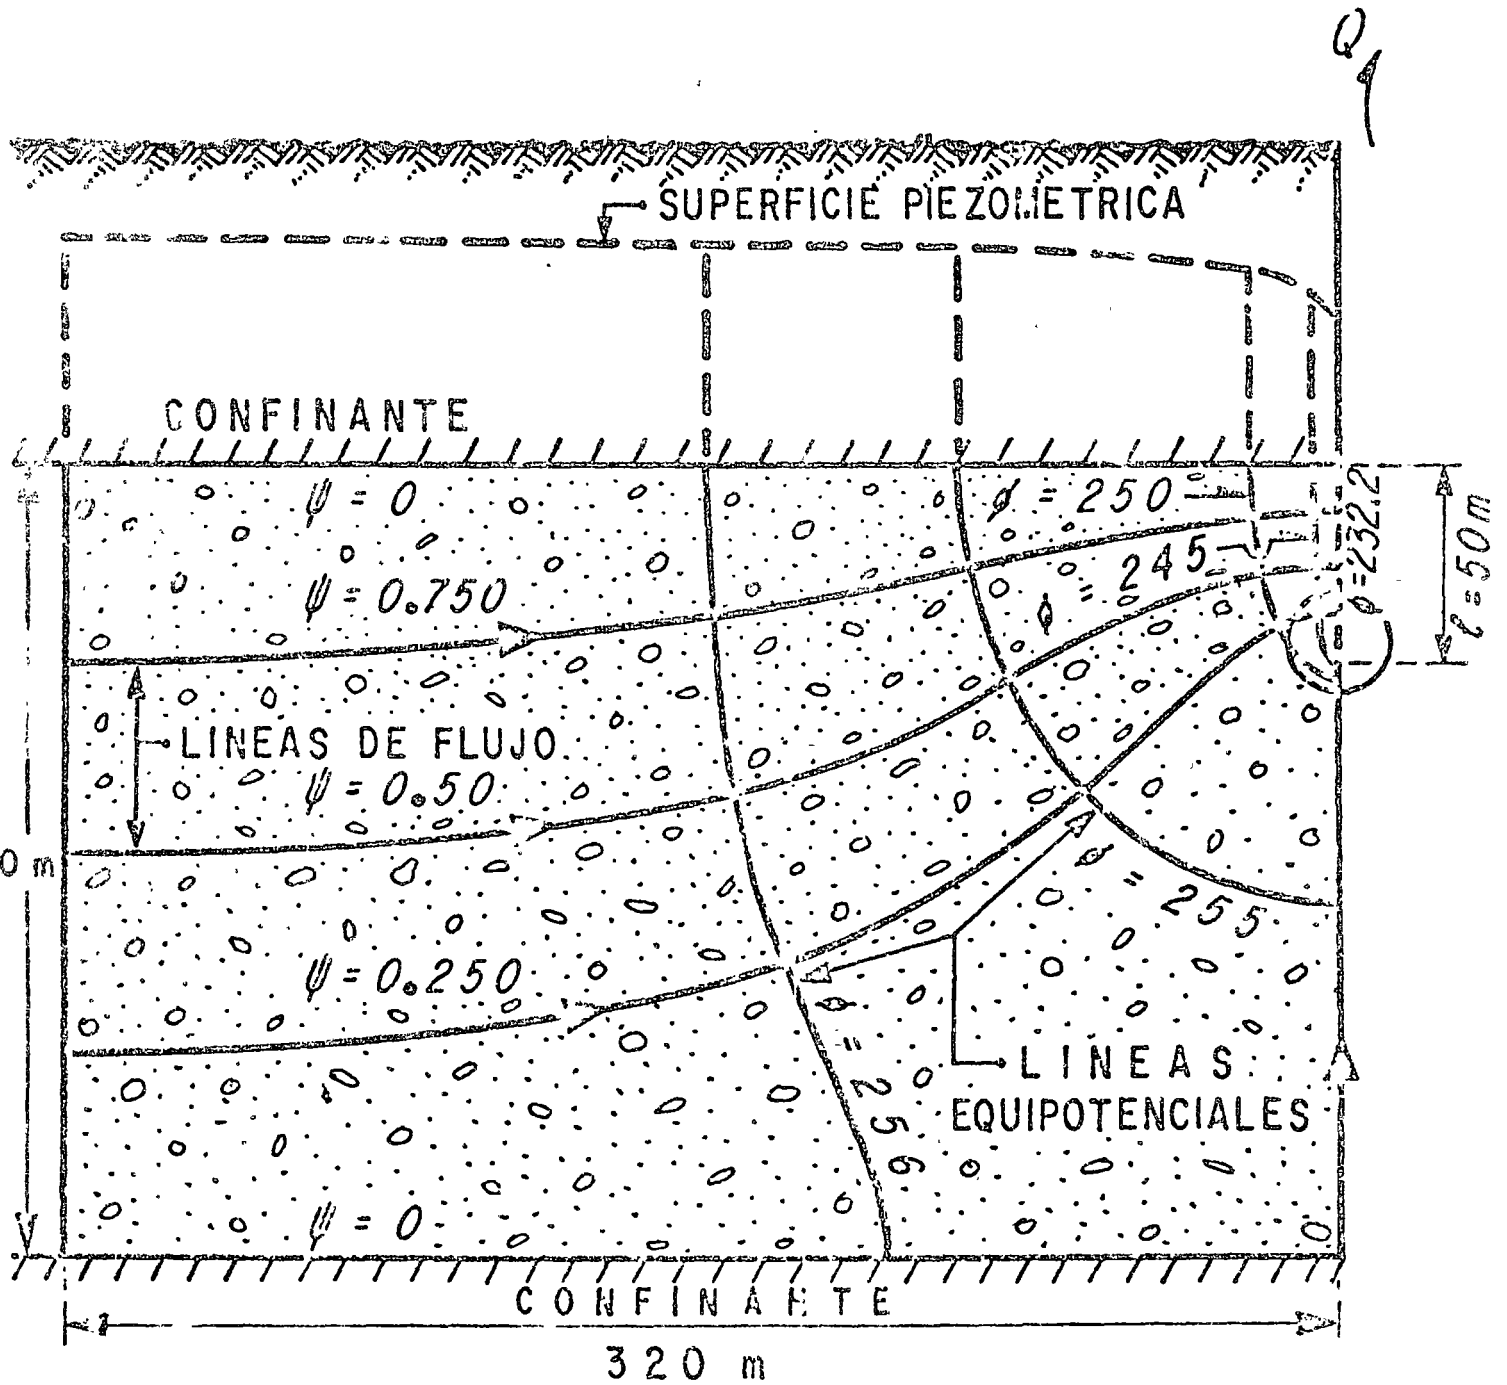 Q
SUPERFICIE PIEZOMETRICA
CONFINANTE
ψ = 0
ϕ = 250
ϕ = 232.2
ℓ = 50 m
ϕ = 245
ψ = 0.750
LINEAS DE FLUJO
ψ = 0.50
0 m
ϕ = 255
ψ = 0.250
ϕ = 256
LINEAS
EQUIPOTENCIALES
ψ = 0
CONFINANTE
320 m